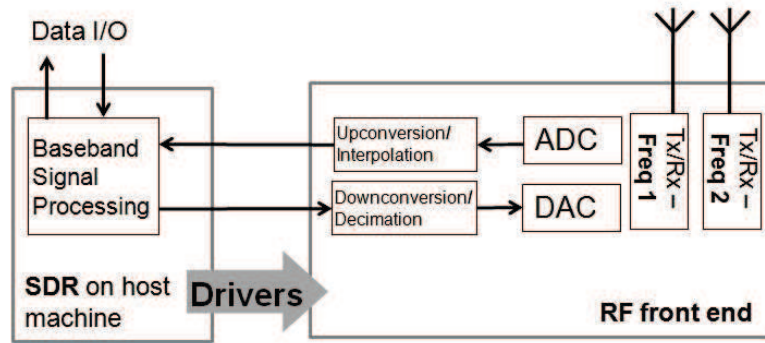 Data I/O
Baseband
Signal
Processing
SDR on host
machine
Drivers
Upconversion/
Interpolation
Downconversion/
Decimation
ADC
DAC
Tx/Rx –
Freq 1
Tx/Rx –
Freq 2
RF front end